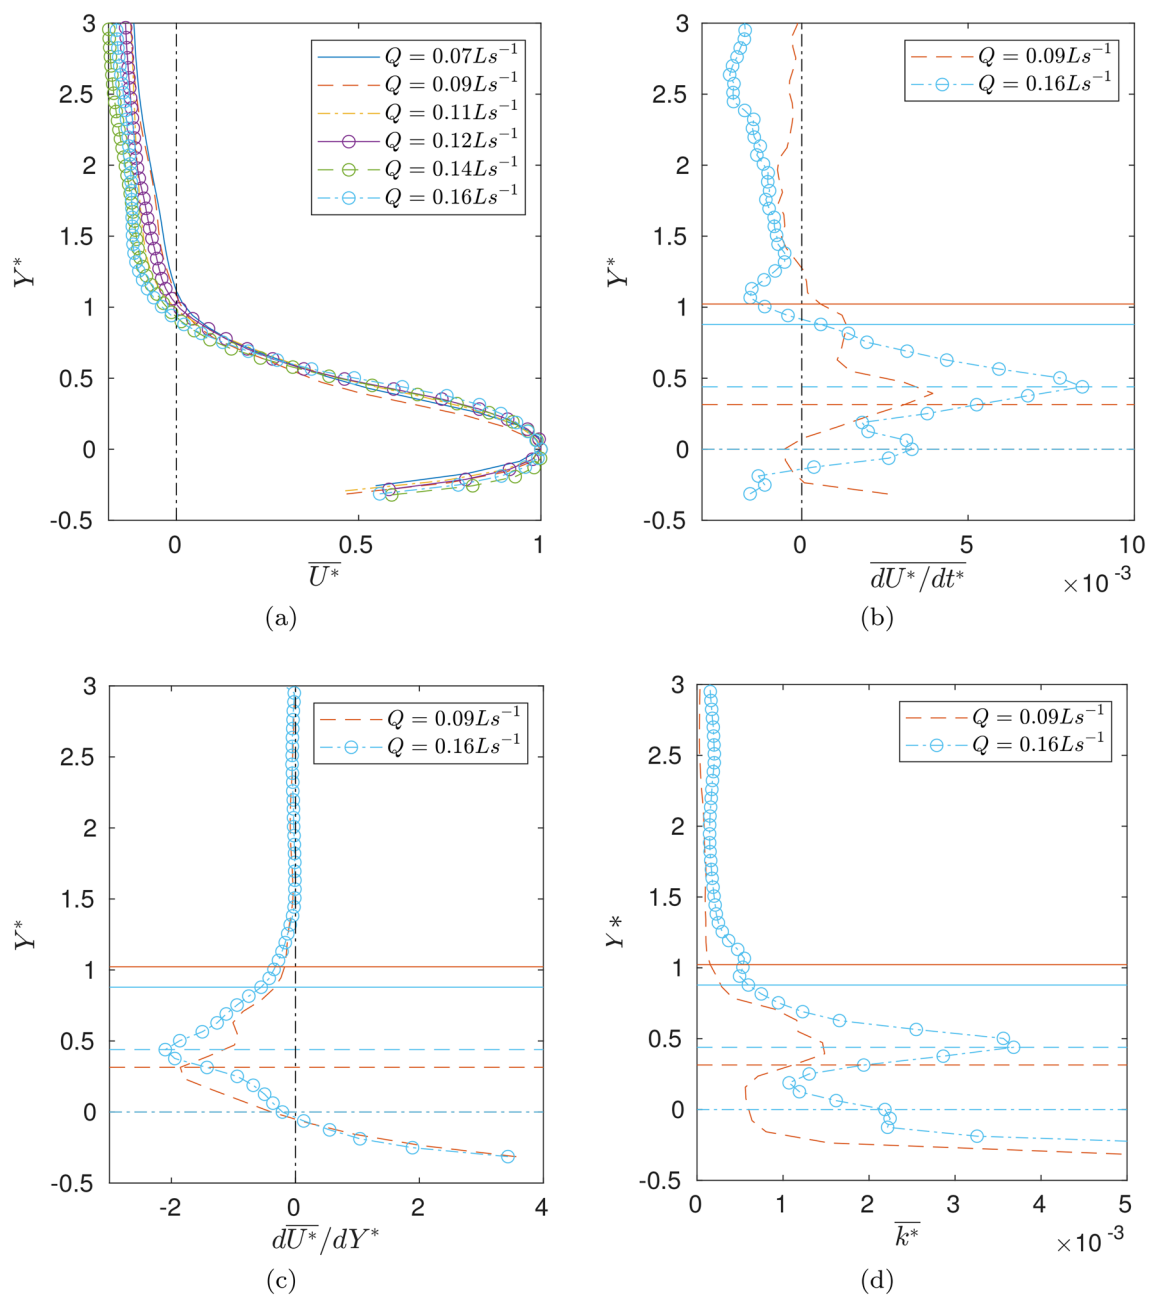 3
2.5
2
1.5
1
0.5
0
-0.5
Y*
0
0.5
1
U*
Q = 0.07Ls⁻¹
Q = 0.09Ls⁻¹
Q = 0.11Ls⁻¹
Q = 0.12Ls⁻¹
Q = 0.14Ls⁻¹
Q = 0.16Ls⁻¹
(a)
3
2.5
2
1.5
1
0.5
0
-0.5
Y*
0
5
10
dU*/dt*
×10⁻³
Q = 0.09Ls⁻¹
Q = 0.16Ls⁻¹
(b)
3
2.5
2
1.5
1
0.5
0
-0.5
Y*
-2
0
2
4
dU*/dY*
Q = 0.09Ls⁻¹
Q = 0.16Ls⁻¹
(c)
3
2.5
2
1.5
1
0.5
0
-0.5
Y*
0
1
2
3
4
5
k*
×10⁻³
Q = 0.09Ls⁻¹
Q = 0.16Ls⁻¹
(d)